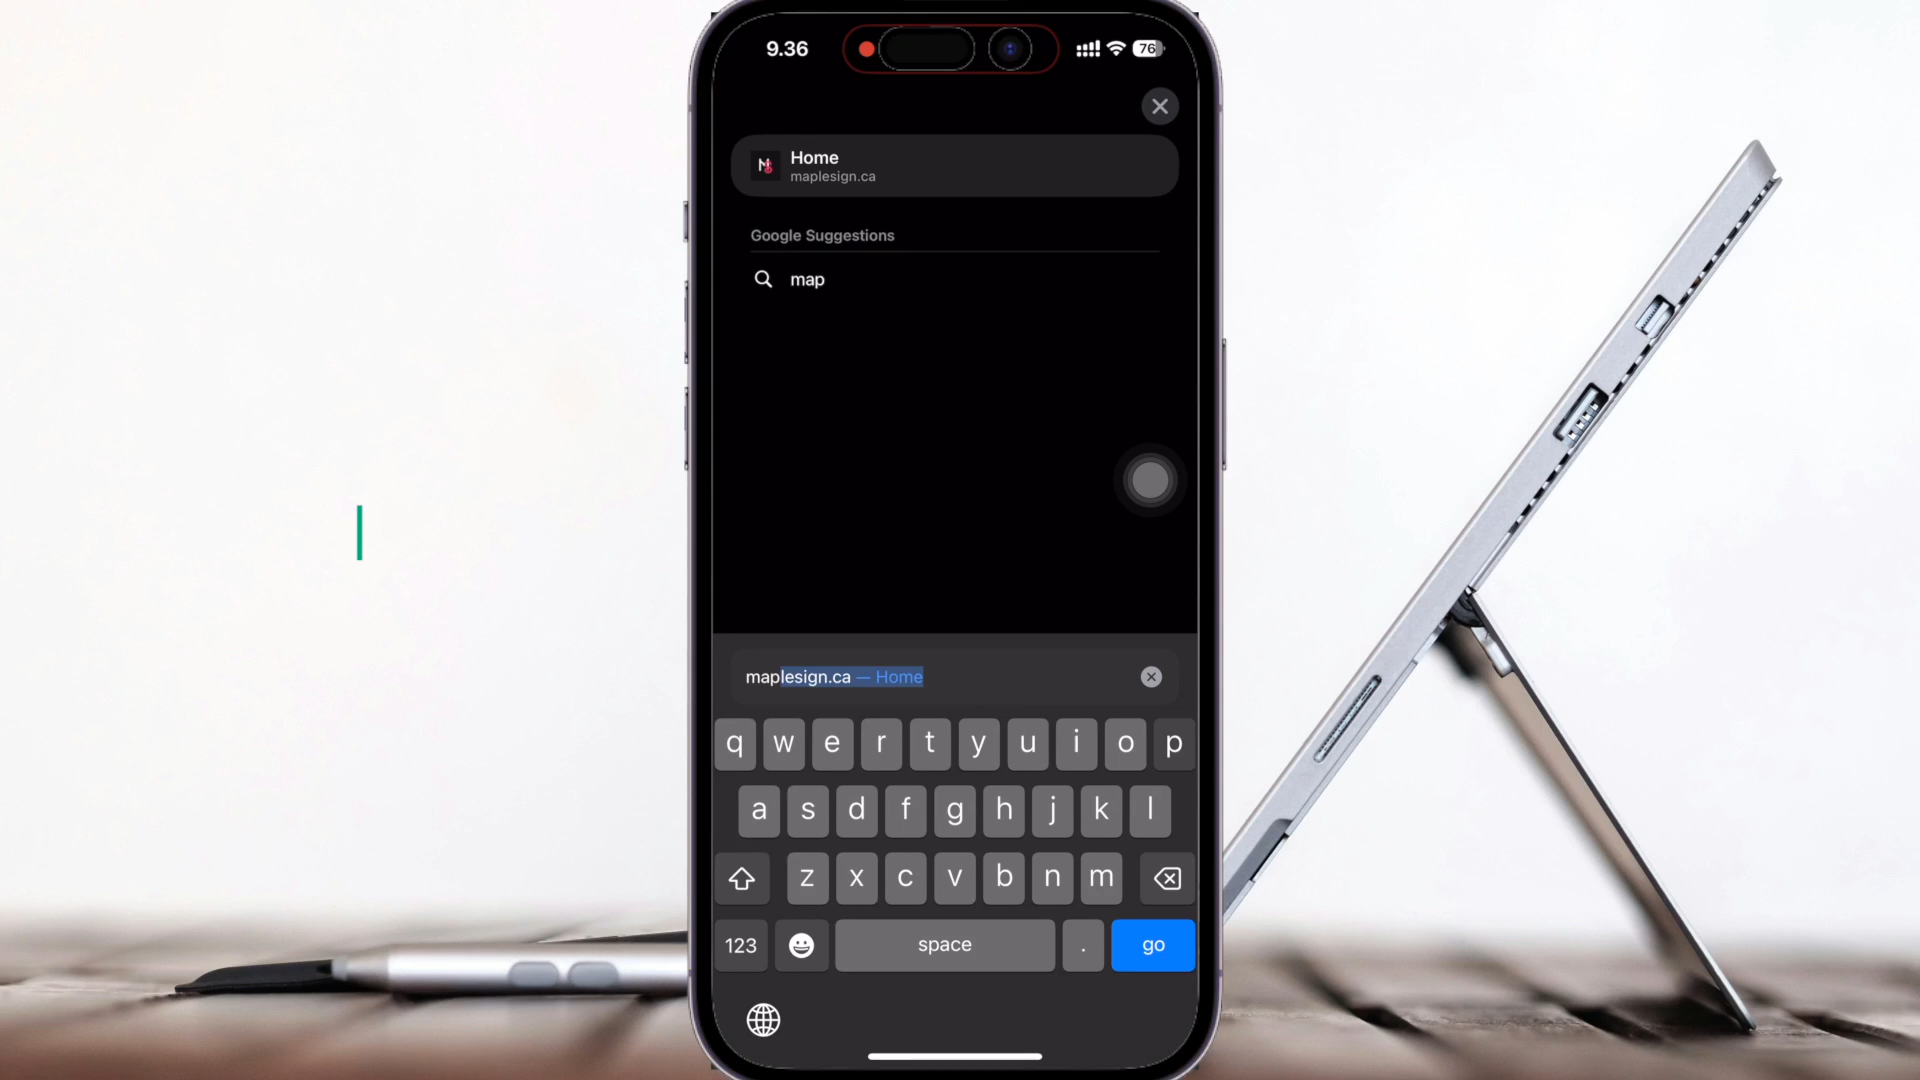 9.36
76
Home
maplesign.ca
Google Suggestions
map
maplesign.ca — Home
q w e r t y u i o p
a s d f g h j k l
z x c v b n m
123 space . go